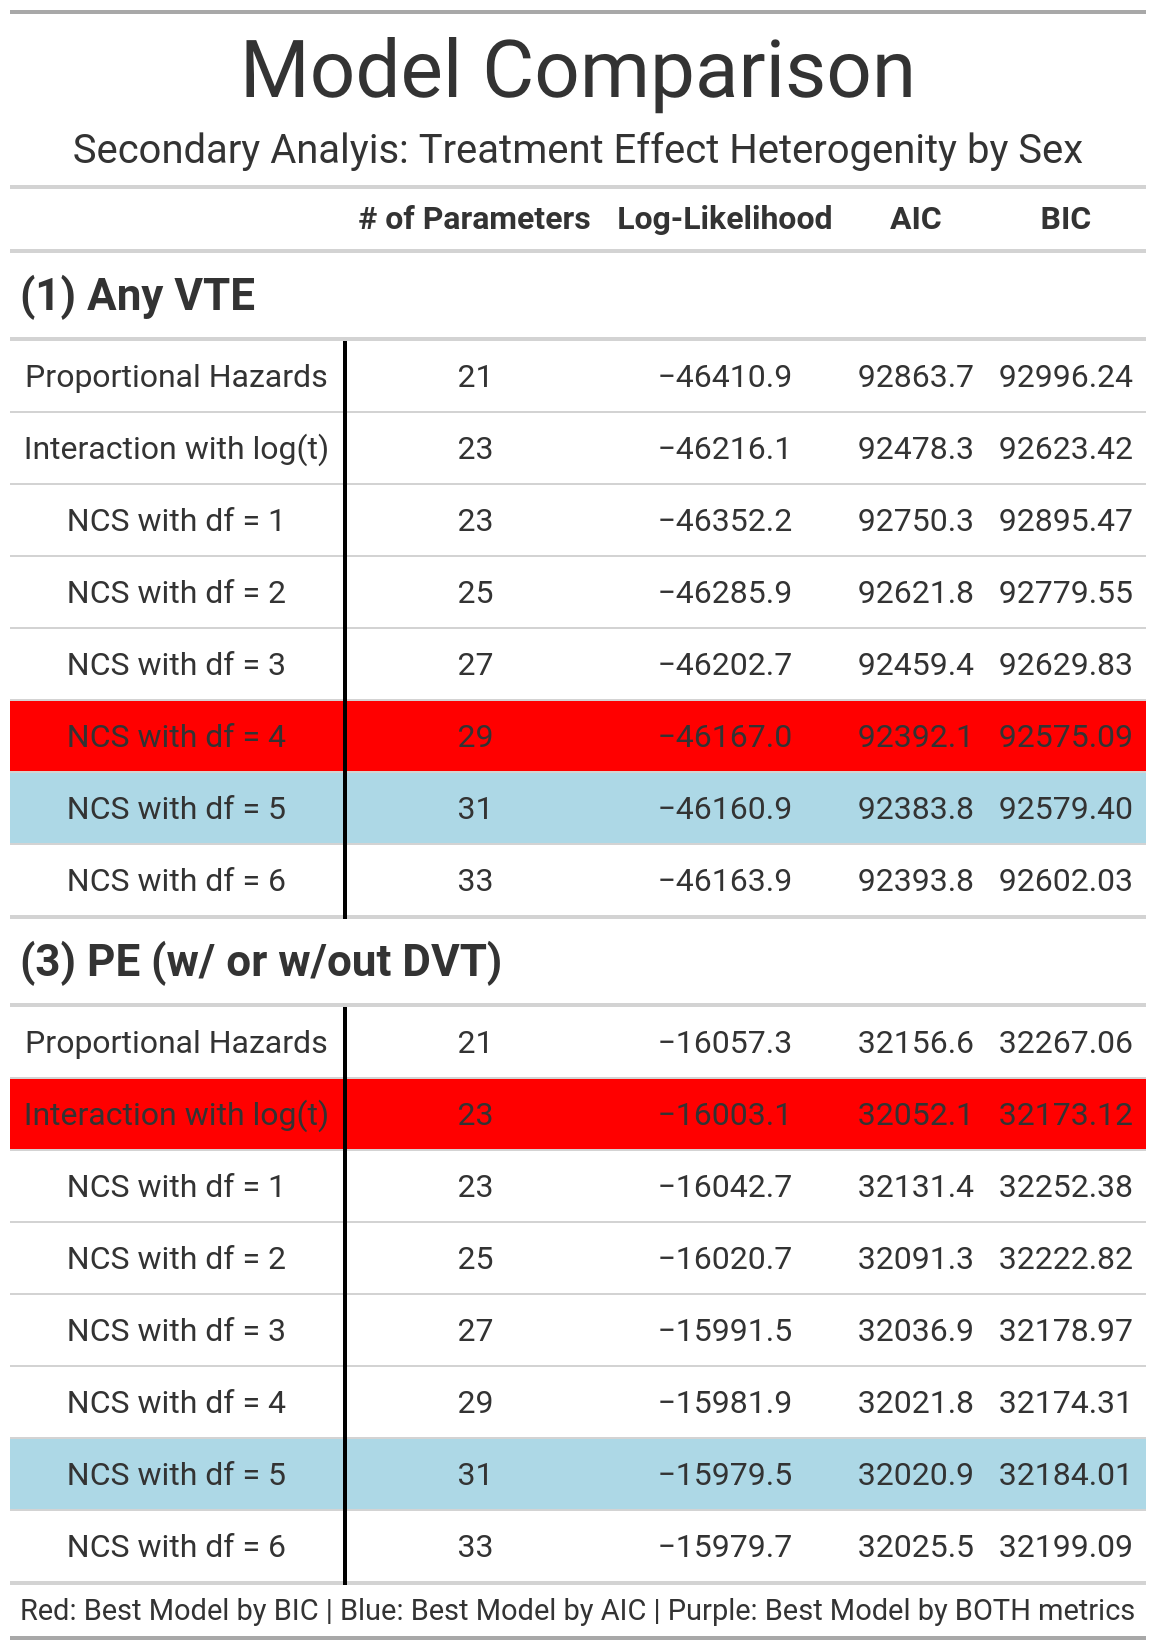 Model Comparison
Secondary Analyis: Treatment Effect Heterogenity by Sex
# of Parameters Log-Likelihood AIC BIC
(1) Any VTE
Proportional Hazards 21 −46410.9 92863.7 92996.24
Interaction with log(t) 23 −46216.1 92478.3 92623.42
NCS with df = 1 23 −46352.2 92750.3 92895.47
NCS with df = 2 25 −46285.9 92621.8 92779.55
NCS with df = 3 27 −46202.7 92459.4 92629.83
NCS with df = 4 29 −46167.0 92392.1 92575.09
NCS with df = 5 31 −46160.9 92383.8 92579.40
NCS with df = 6 33 −46163.9 92393.8 92602.03
(3) PE (w/ or w/out DVT)
Proportional Hazards 21 −16057.3 32156.6 32267.06
Interaction with log(t) 23 −16003.1 32052.1 32173.12
NCS with df = 1 23 −16042.7 32131.4 32252.38
NCS with df = 2 25 −16020.7 32091.3 32222.82
NCS with df = 3 27 −15991.5 32036.9 32178.97
NCS with df = 4 29 −15981.9 32021.8 32174.31
NCS with df = 5 31 −15979.5 32020.9 32184.01
NCS with df = 6 33 −15979.7 32025.5 32199.09
Red: Best Model by BIC | Blue: Best Model by AIC | Purple: Best Model by BOTH metrics